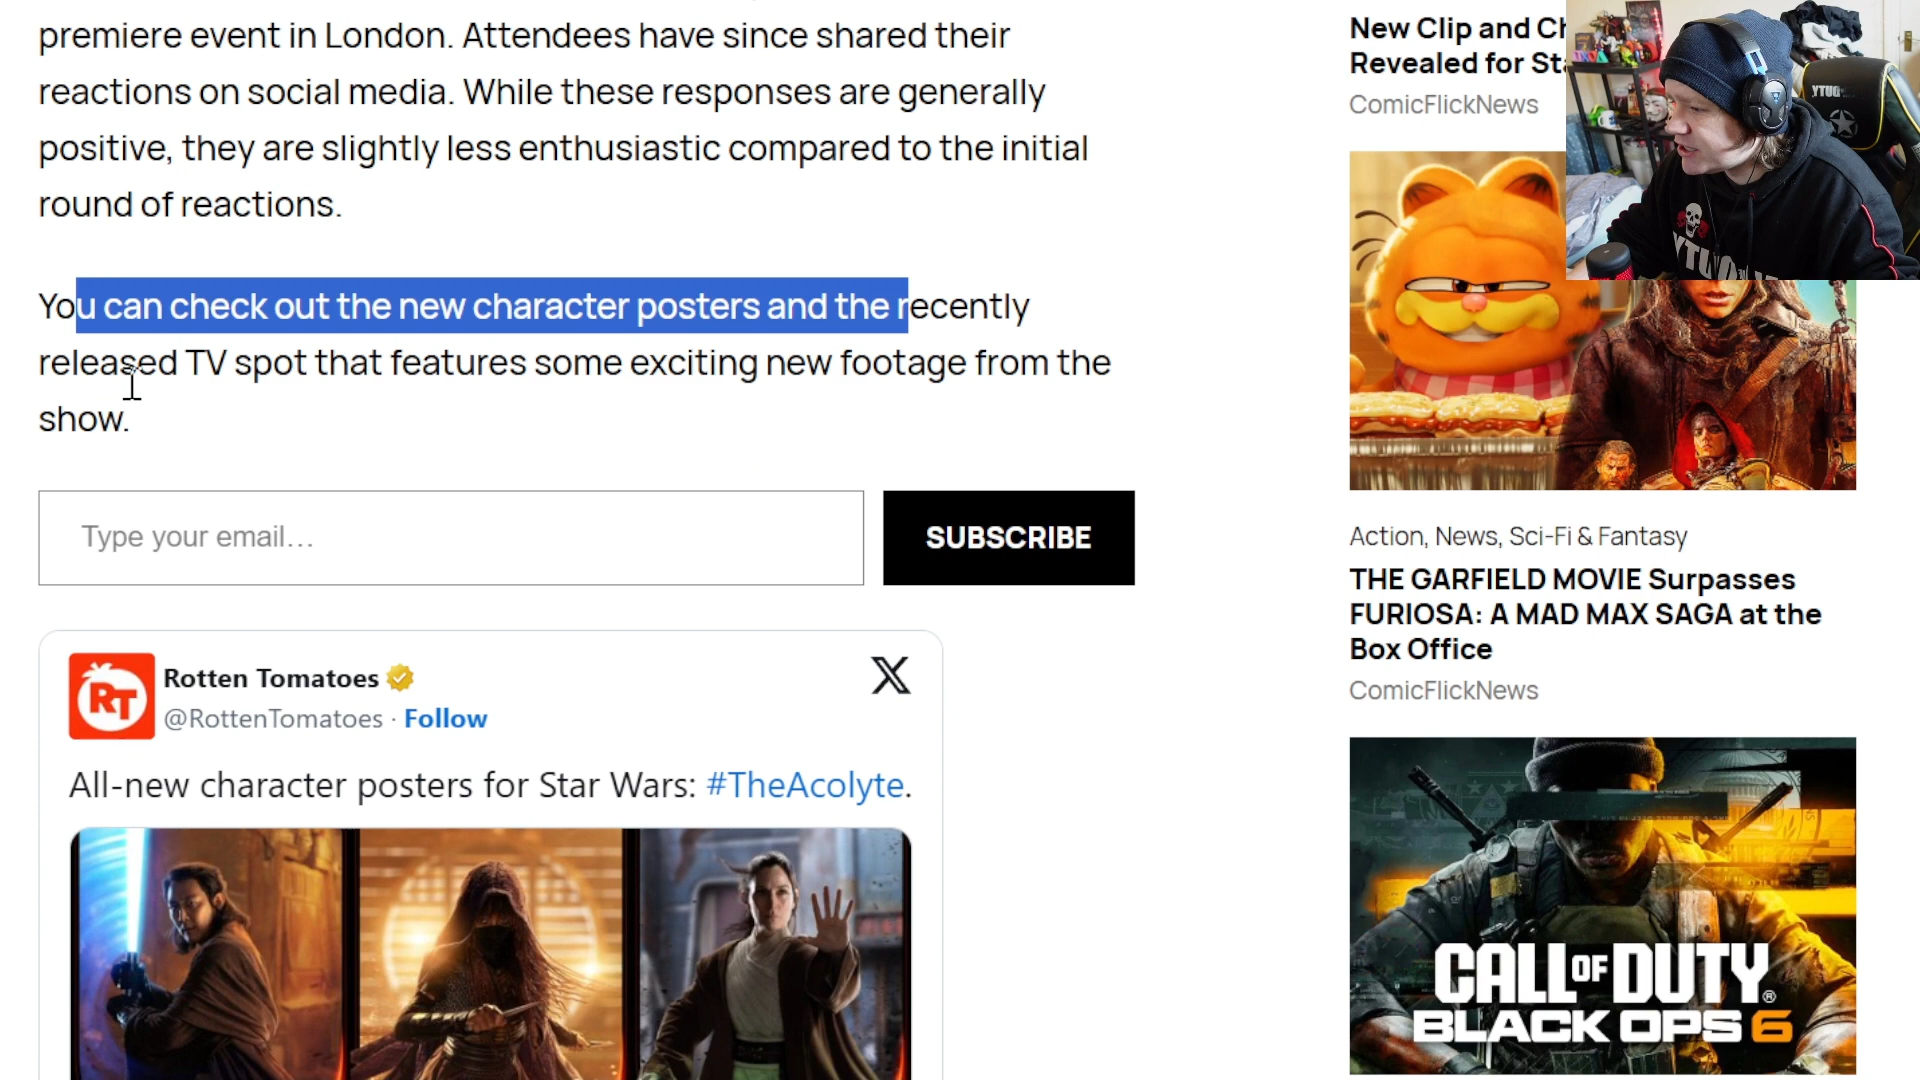 premiere event in London. Attendees have since shared their
reactions on social media. While these responses are generally
positive, they are slightly less enthusiastic compared to the initial
round of reactions.
You can check out the new character posters and the recently
released TV spot that features some exciting new footage from the
show.
Type your email...
SUBSCRIBE
Rotten Tomatoes
@RottenTomatoes · Follow
RT
All-new character posters for Star Wars: #TheAcolyte.
New Clip and
Revealed for
ComicFlickNews
Action, News, Sci-Fi & Fantasy
THE GARFIELD MOVIE Surpasses
FURIOSA: A MAD MAX SAGA at the
Box Office
ComicFlickNews
CALL OF DUTY®
BLACK OPS 6